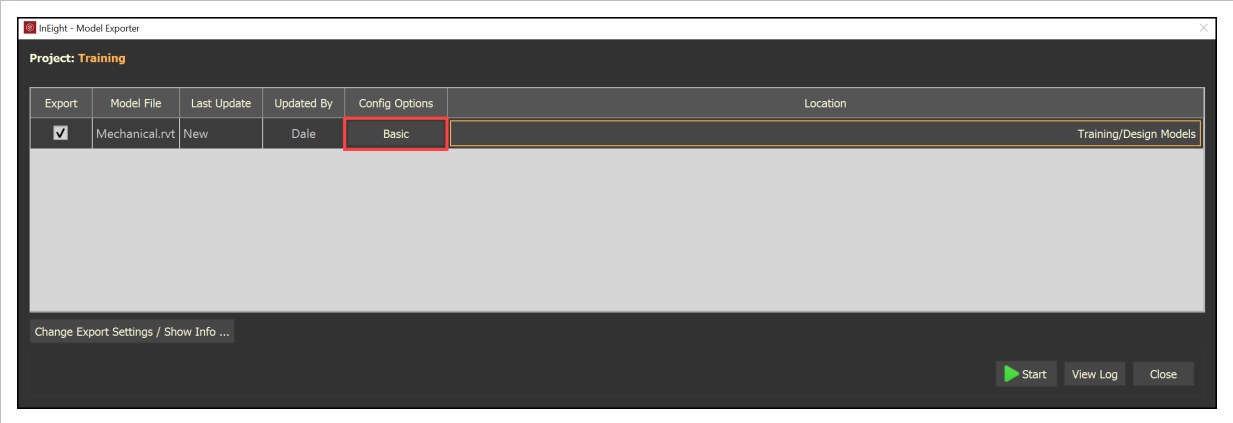 InEight - Model Exporter
Project: Training
Export Model File Last Update Updated By Config Options Location
Mechanical.rvt New Dale Basic Training/Design Models
Change Export Settings / Show Info ...
Start View Log Close